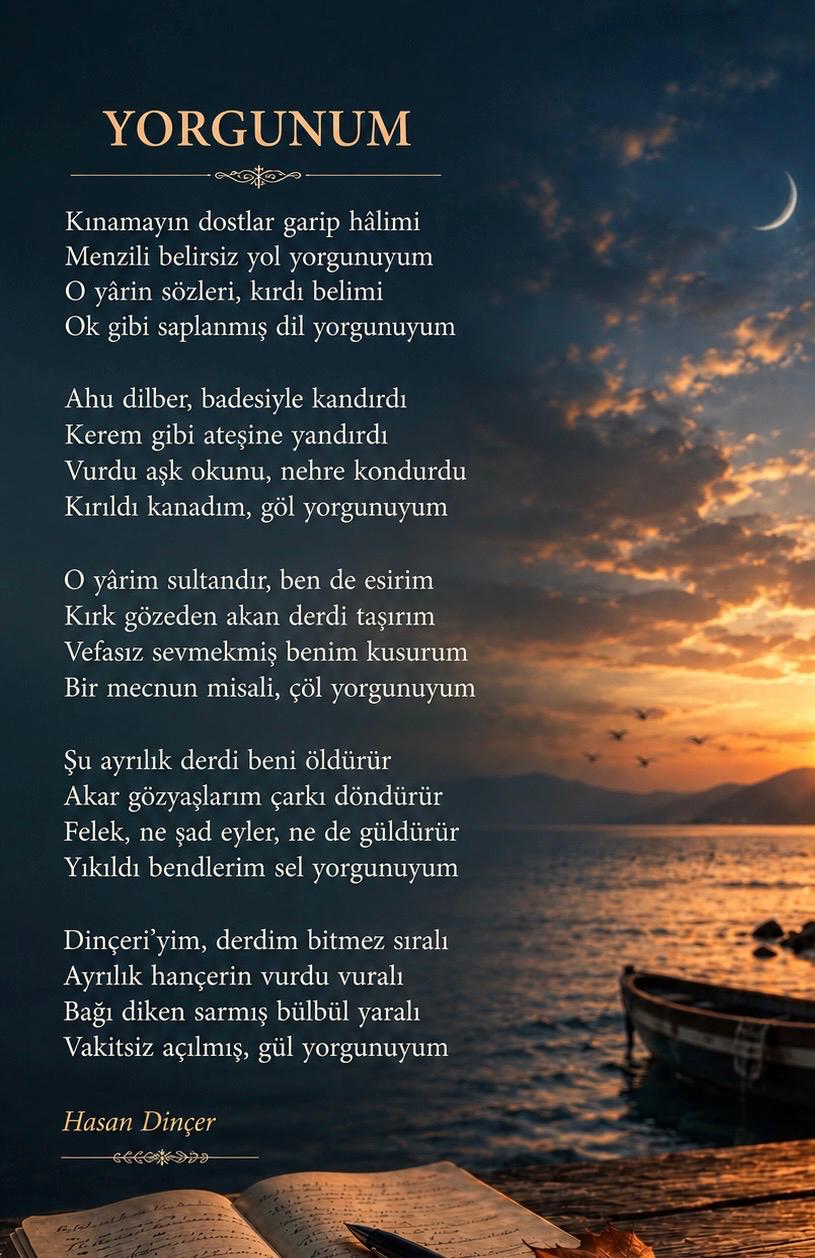 YORGUNUM
Kınamayın dostlar garip hâlimi
Menzili belirsiz yol yorgunuyum
O yârin sözleri, kırdı belimi
Ok gibi saplanmış dil yorgunuyum
Ahu dilber, badesiyle kandırdı
Kerem gibi ateşine yandırdı
Vurdu aşk okunu, nehre kondurdu
Kırıldı kanadım, göl yorgunuyum
O yârim sultandır, ben de esirim
Kırk gözeden akan derdi taşırım
Vefasız sevmekmiş benim kusurum
Bir mecnun misali, çöl yorgunuyum
Şu ayrılık derdi beni öldürür
Akar gözyaşlarım çarkı döndürür
Felek, ne şad eyler, ne de güldürür
Yıkıldı bendlerim sel yorgunuyum
Dinçeri’yim, derdim bitmez sıralı
Ayrılık hançerin vurdu vuralı
Bağı diken sarmış bülbül yaralı
Vakitsiz açılmış, gül yorgunuyum
Hasan Dinçer